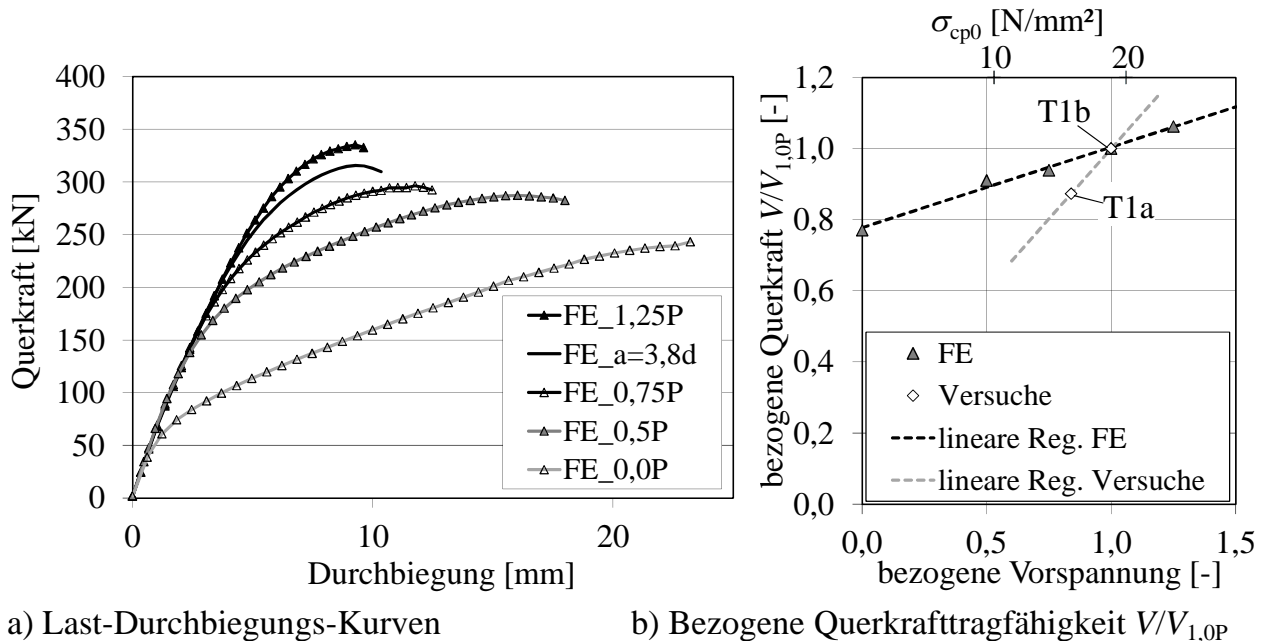 400
350
300
250
200
150
100
50
0
Querkraft [kN]
0 10 20
Durchbiegung [mm]
FE_1,25P
FE_a=3,8d
FE_0,75P
FE_0,5P
FE_0,0P
a) Last-Durchbiegungs-Kurven
σcp0 [N/mm²]
10 20
1,2
1,0
0,8
0,6
0,4
0,2
0,0
bezogene Querkraft V/V1,0P [-]
T1b
T1a
FE
Versuche
lineare Reg. FE
lineare Reg. Versuche
0,0 0,5 1,0 1,5
bezogene Vorspannung [-]
b) Bezogene Querkrafttragfähigkeit V/V1,0P